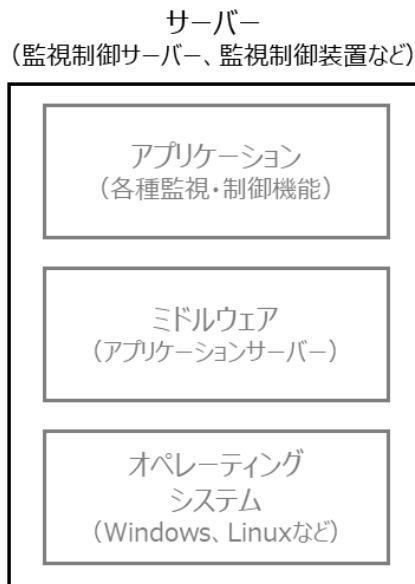 サーバー
（監視制御サーバー、監視制御装置など）
アプリケーション
（各種監視・制御機能）
ミドルウェア
（アプリケーションサーバー）
オペレーティング
システム
（Windows、Linuxなど）